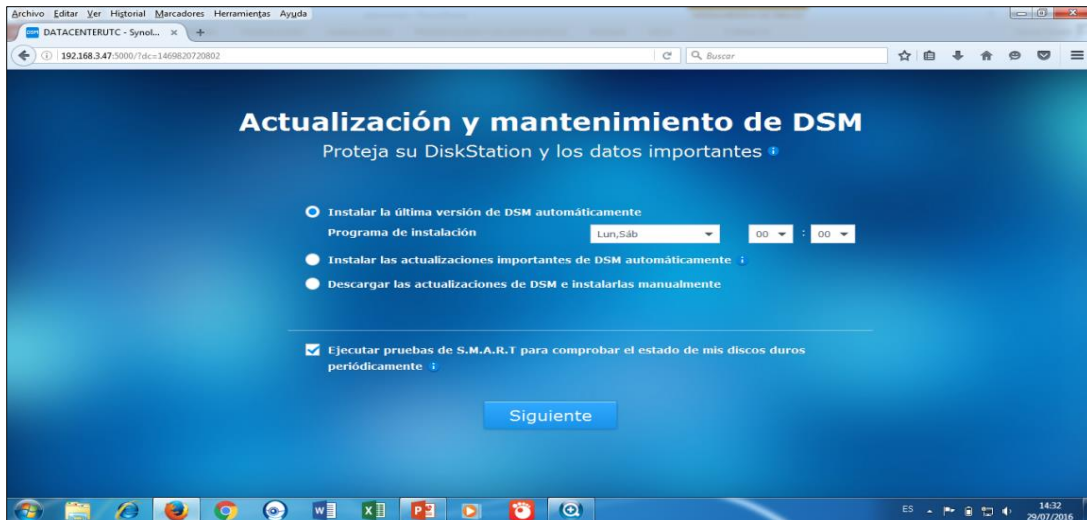 Archivo Editar Ver Historial Marcadores Herramientas Ayuda
DATACENTERUTC - Synol... × +
192.168.3.47:5000/?dc=1469820720802
Buscar
Actualización y mantenimiento de DSM
Proteja su DiskStation y los datos importantes
Instalar la última versión de DSM automáticamente
Programa de instalación Lun,Sáb 00 : 00
Instalar las actualizaciones importantes de DSM automáticamente
Descargar las actualizaciones de DSM e instalarlas manualmente
Ejecutar pruebas de S.M.A.R.T para comprobar el estado de mis discos duros
periódicamente
Siguiente
ES
14:32
29/07/2016